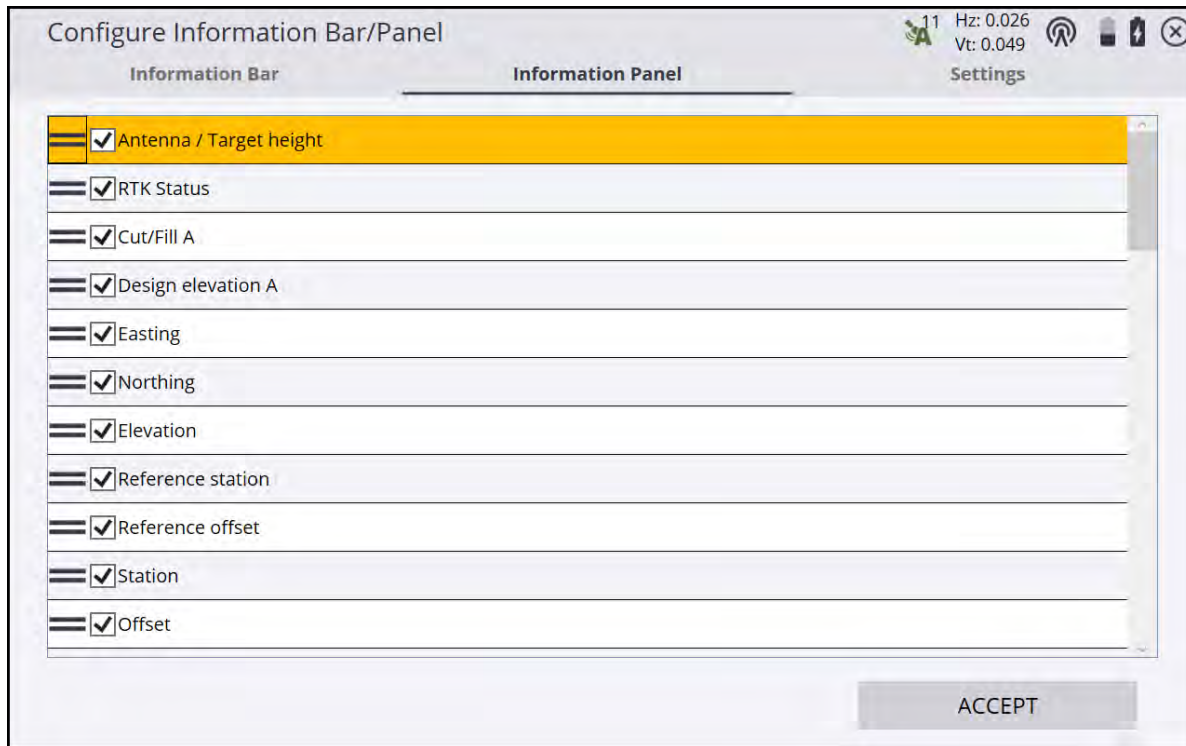 Configure Information Bar/Panel
11 Hz: 0.026
Vt: 0.049
A
Information Bar Information Panel Settings
Antenna / Target height
RTK Status
Cut/Fill A
Design elevation A
Easting
Northing
Elevation
Reference station
Reference offset
Station
Offset
ACCEPT